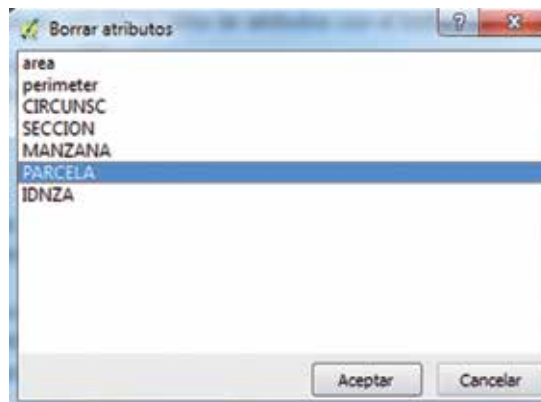 Borrar atributos
area
perimeter
CIRCUNSC
SECCION
MANZANA
PARCELA
IDNZA
Aceptar Cancelar